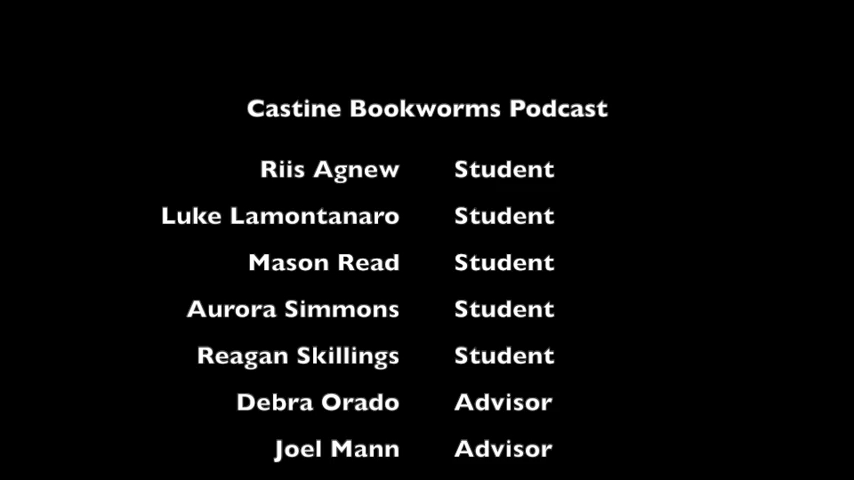 Castine Bookworms Podcast
Riis Agnew Student
Luke Lamontanaro Student
Mason Read Student
Aurora Simmons Student
Reagan Skillings Student
Debra Orado Advisor
Joel Mann Advisor